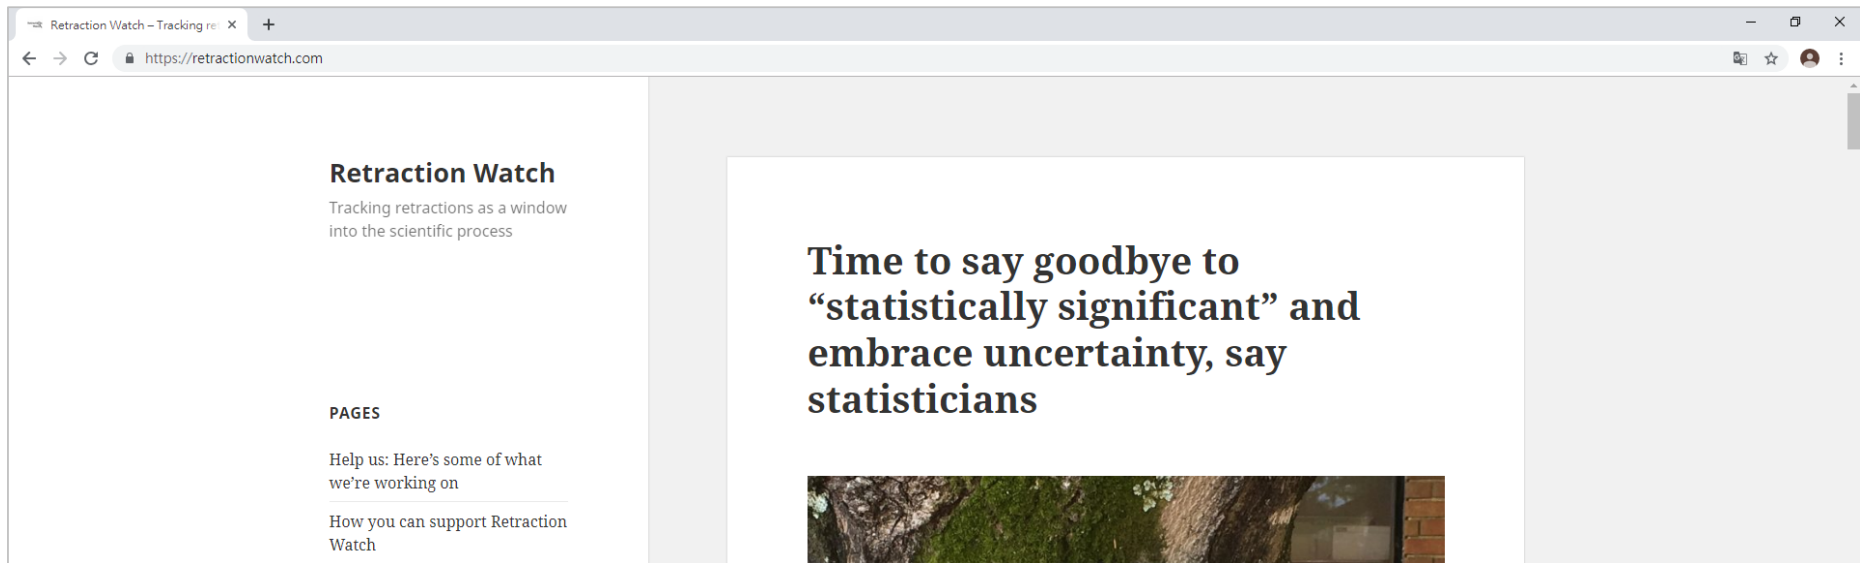 Retraction Watch – Tracking re
https://retractionwatch.com
Retraction Watch
Tracking retractions as a window
into the scientific process
PAGES
Help us: Here’s some of what
we’re working on
How you can support Retraction
Watch
Time to say goodbye to
“statistically significant” and
embrace uncertainty, say
statisticians